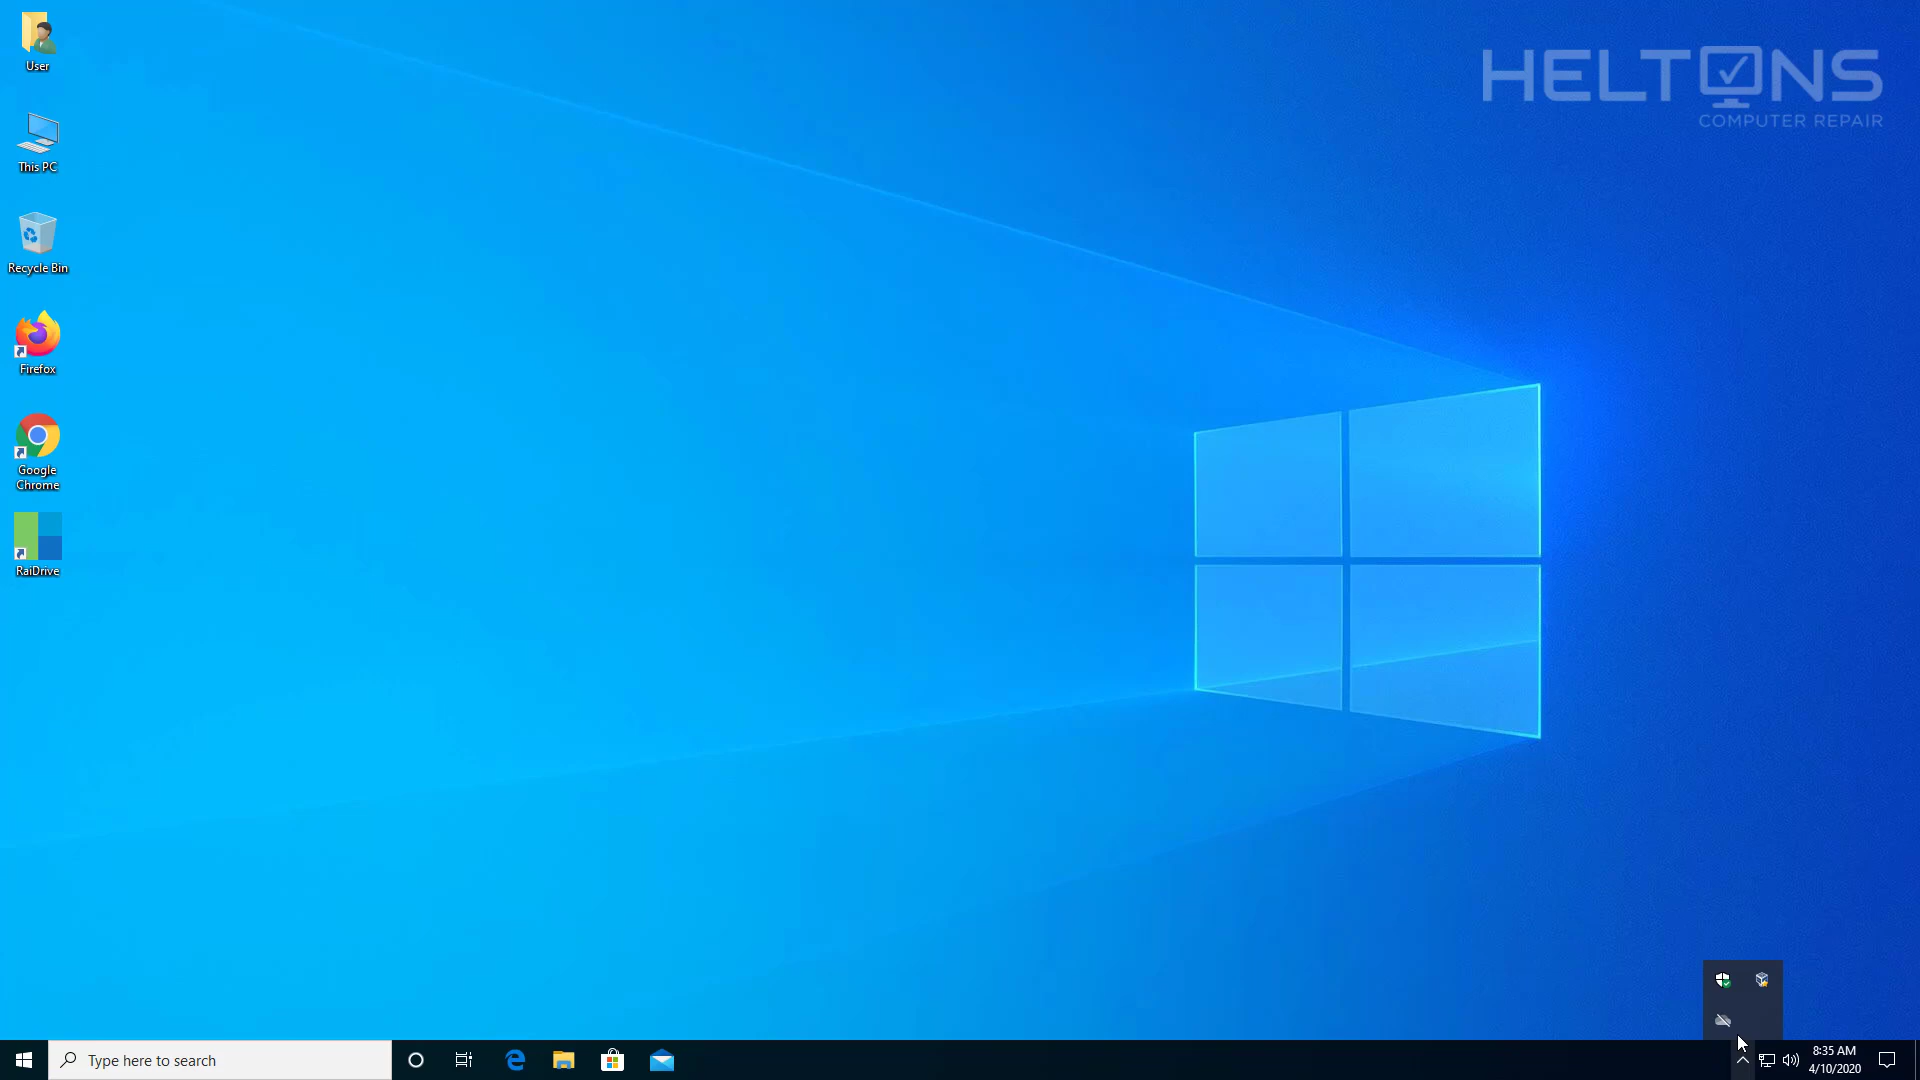 User
This PC
Recycle Bin
Firefox
Google
Chrome
RaiDrive
HELTONS
COMPUTER REPAIR
Type here to search
8:35 AM
4/10/2020